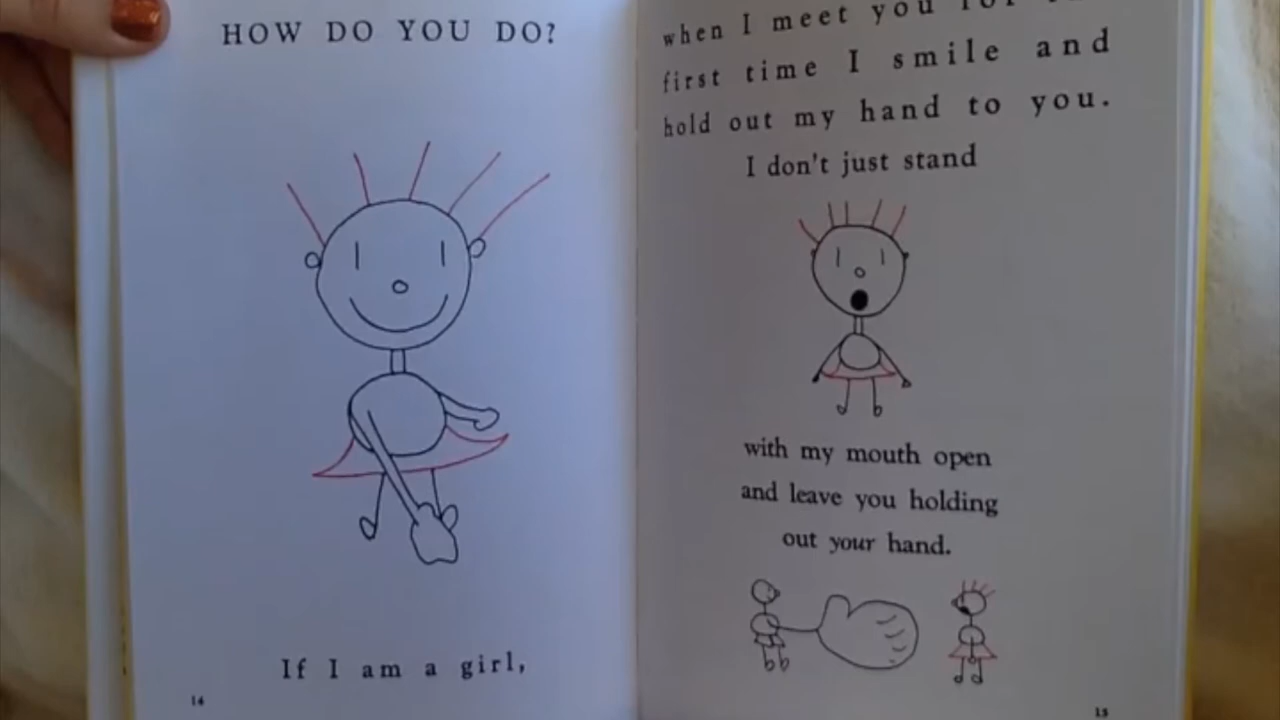 HOW DO YOU DO?
If I am a girl,
14
when I meet you for
first time I smile and
hold out my hand to you.
I don't just stand
with my mouth open
and leave you holding
out your hand.
15